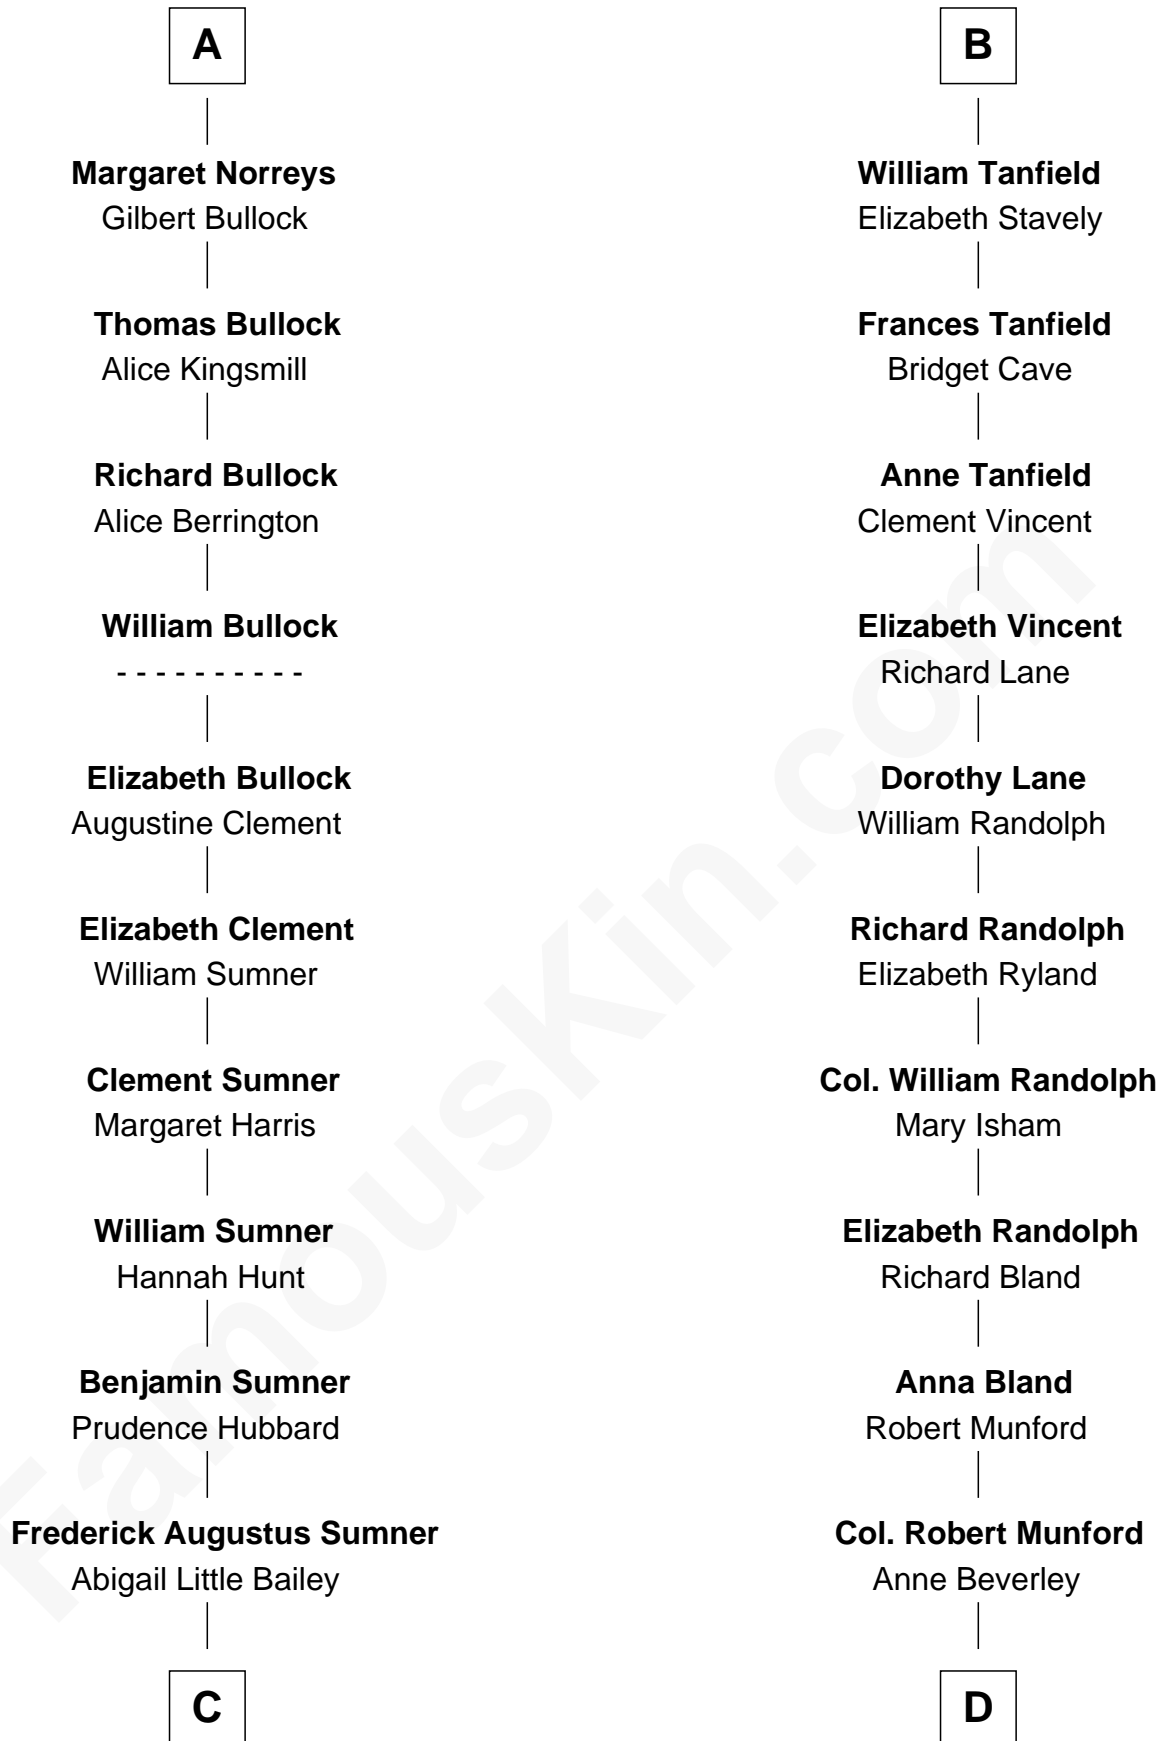 A
Margaret Norreys
Gilbert Bullock
Thomas Bullock
Alice Kingsmill
Richard Bullock
Alice Berrington
William Bullock
- - - - - - - - - -
Elizabeth Bullock
Augustine Clement
Elizabeth Clement
William Sumner
Clement Sumner
Margaret Harris
William Sumner
Hannah Hunt
Benjamin Sumner
Prudence Hubbard
Frederick Augustus Sumner
Abigail Little Bailey
C
B
William Tanfield
Elizabeth Stavely
Frances Tanfield
Bridget Cave
Anne Tanfield
Clement Vincent
Elizabeth Vincent
Richard Lane
Dorothy Lane
William Randolph
Richard Randolph
Elizabeth Ryland
Col. William Randolph
Mary Isham
Elizabeth Randolph
Richard Bland
Anna Bland
Robert Munford
Col. Robert Munford
Anne Beverley
D
FamousKin.com